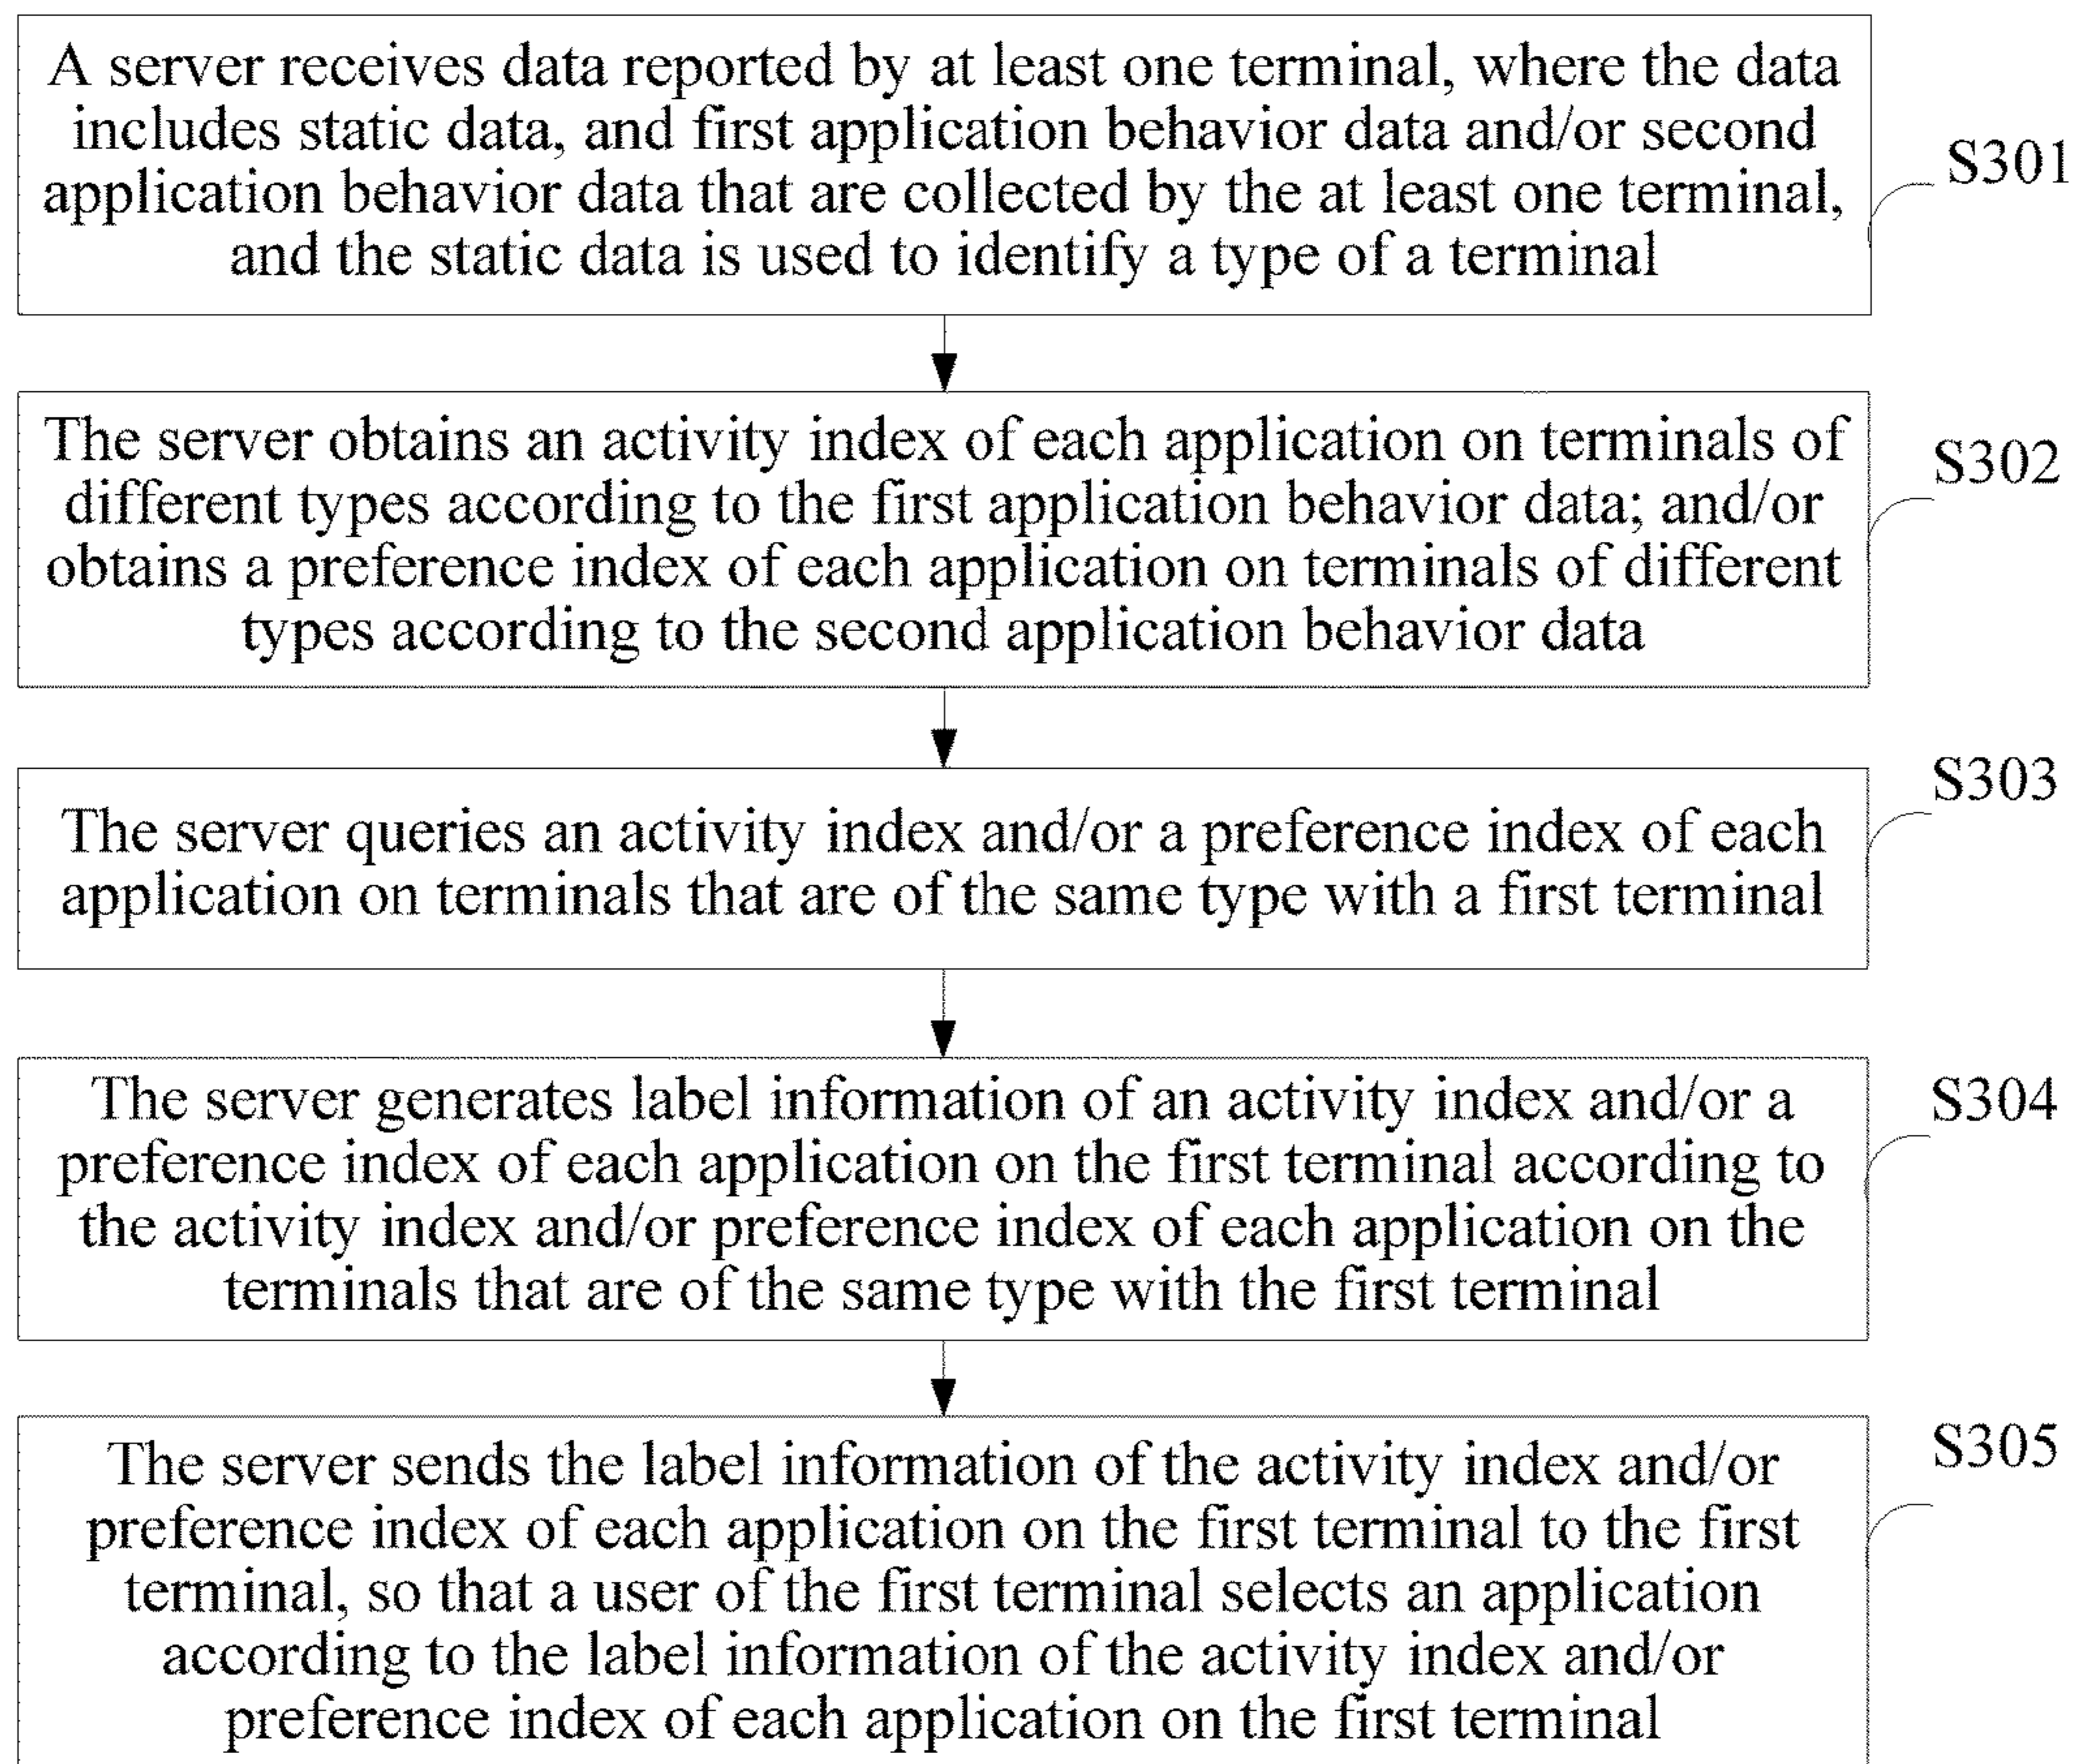 A server receives data reported by at least one terminal, where the data
includes static data, and first application behavior data and/or second
application behavior data that are collected by the at least one terminal,
and the static data is used to identify a type of a terminal
S301
The server obtains an activity index of each application on terminals of
different types according to the first application behavior data; and/or
obtains a preference index of each application on terminals of different
types according to the second application behavior data
S302
The server queries an activity index and/or a preference index of each
application on terminals that are of the same type with a first terminal
S303
The server generates label information of an activity index and/or a
preference index of each application on the first terminal according to
the activity index and/or preference index of each application on the
terminals that are of the same type with the first terminal
S304
The server sends the label information of the activity index and/or
preference index of each application on the first terminal to the first
terminal, so that a user of the first terminal selects an application
according to the label information of the activity index and/or
preference index of each application on the first terminal
S305